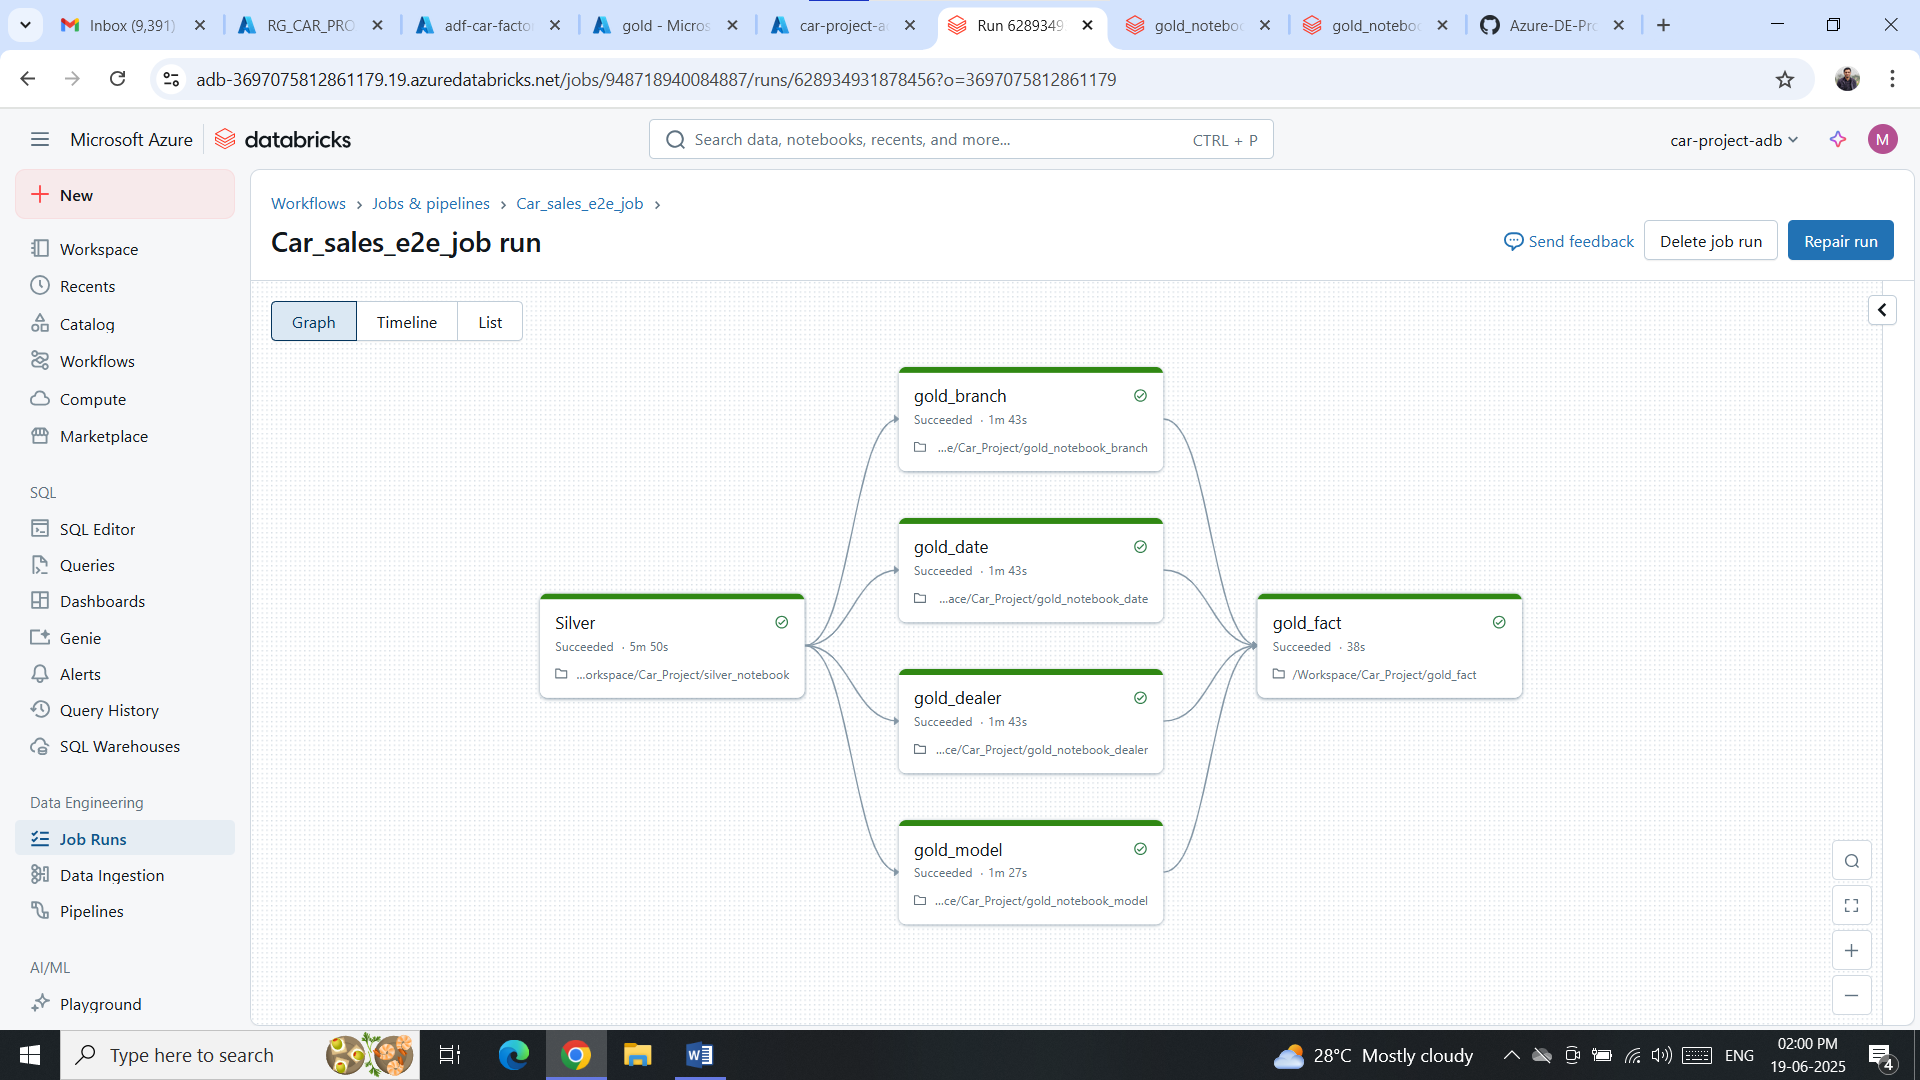 Inbox (9,391)
RG_CAR_PRO
adf-car-facto
gold - Micros
car-project-a
Run 6289349
gold_notebo
gold_notebo
Azure-DE-Pr
adb-3697075812861179.19.azuredatabricks.net/jobs/948718940084887/runs/628934931878456?o=3697075812861179
Microsoft Azure
databricks
Search data, notebooks, recents, and more...
CTRL + P
car-project-adb
M
New
Workspace
Recents
Catalog
Workflows
Compute
Marketplace
SQL
SQL Editor
Queries
Dashboards
Genie
Alerts
Query History
SQL Warehouses
Data Engineering
Job Runs
Data Ingestion
Pipelines
AI/ML
Playground
Workflows > Jobs & pipelines > Car_sales_e2e_job >
Car_sales_e2e_job run
Send feedback
Delete job run
Repair run
Graph
Timeline
List
Silver
Succeeded · 5m 50s
...orkspace/Car_Project/silver_notebook
gold_branch
Succeeded · 1m 43s
...e/Car_Project/gold_notebook_branch
gold_date
Succeeded · 1m 43s
...ace/Car_Project/gold_notebook_date
gold_dealer
Succeeded · 1m 43s
...ce/Car_Project/gold_notebook_dealer
gold_model
Succeeded · 1m 27s
...ce/Car_Project/gold_notebook_model
gold_fact
Succeeded · 38s
/Workspace/Car_Project/gold_fact
Type here to search
28°C Mostly cloudy
ENG
02:00 PM
19-06-2025
4